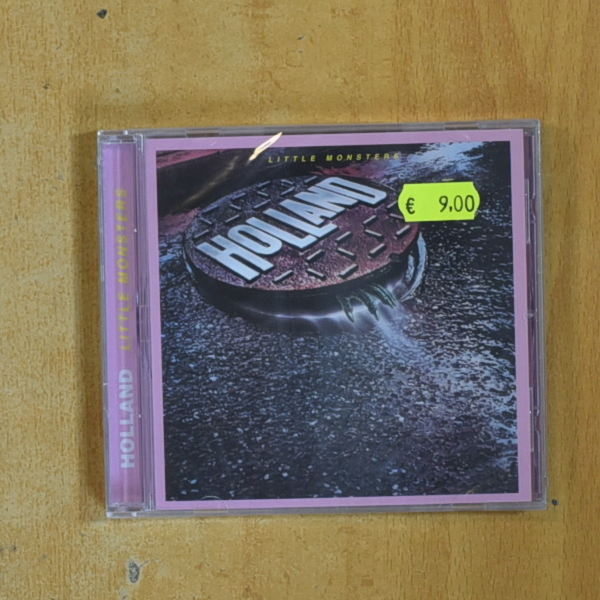 LITTLE MONSTERS
HOLLAND
€ 9,00
HOLLAND LITTLE MONSTERS